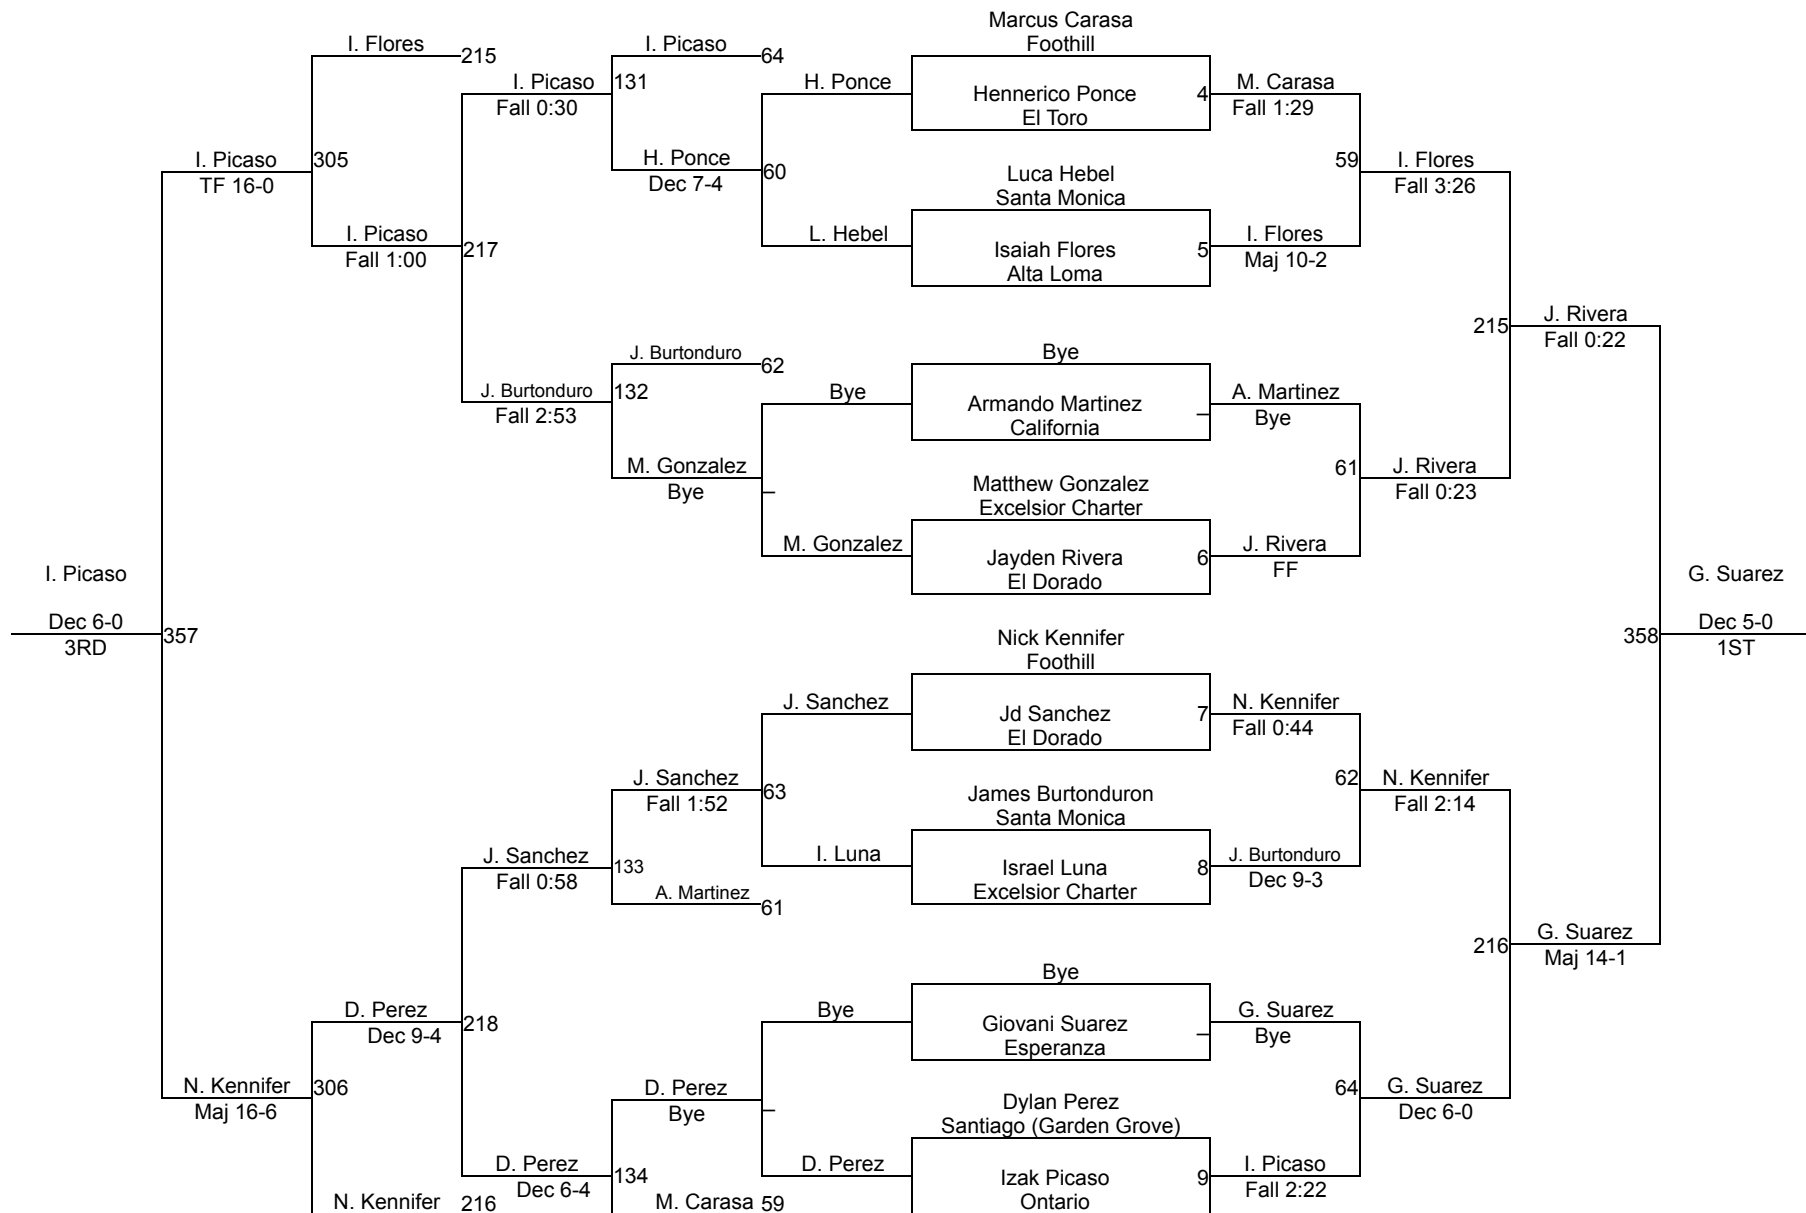 Marcus Carasa
I. Flores
I. Picaso
Foothill
215
64
I. Picaso
131
H. Ponce
Hennerico Ponce
4
M. Carasa
Fall 0:30
El Toro
Fall 1:29
I. Picaso
305
H. Ponce
60
Luca Hebel
59
I. Flores
TF 16-0
Dec 7-4
Santa Monica
Fall 3:26
I. Picaso
217
L. Hebel
Isaiah Flores
5
I. Flores
Fall 1:00
Alta Loma
Maj 10-2
215
J. Rivera
Fall 0:22
J. Burtonduro
62
Bye
J. Burtonduro
132
Bye
Armando Martinez
–
A. Martinez
Fall 2:53
California
Bye
M. Gonzalez
–
Matthew Gonzalez
61
J. Rivera
Bye
Excelsior Charter
Fall 0:23
M. Gonzalez
Jayden Rivera
6
J. Rivera
El Dorado
FF
I. Picaso
G. Suarez
Dec 6-0
357
358
Dec 5-0
3RD
1ST
Nick Kennifer
Foothill
J. Sanchez
Jd Sanchez
7
N. Kennifer
El Dorado
Fall 0:44
J. Sanchez
63
James Burtonduron
62
N. Kennifer
Fall 1:52
Santa Monica
Fall 2:14
J. Sanchez
133
I. Luna
Israel Luna
8
J. Burtonduro
Fall 0:58
A. Martinez
61
Excelsior Charter
Dec 9-3
216
G. Suarez
Maj 14-1
Bye
D. Perez
218
Bye
Giovani Suarez
–
G. Suarez
Dec 9-4
Esperanza
Bye
N. Kennifer
306
D. Perez
–
Dylan Perez
64
G. Suarez
Maj 16-6
Bye
Santiago (Garden Grove)
Dec 6-0
D. Perez
134
D. Perez
Izak Picaso
9
I. Picaso
Dec 6-4
Ontario
Fall 2:22
N. Kennifer
216
M. Carasa
59